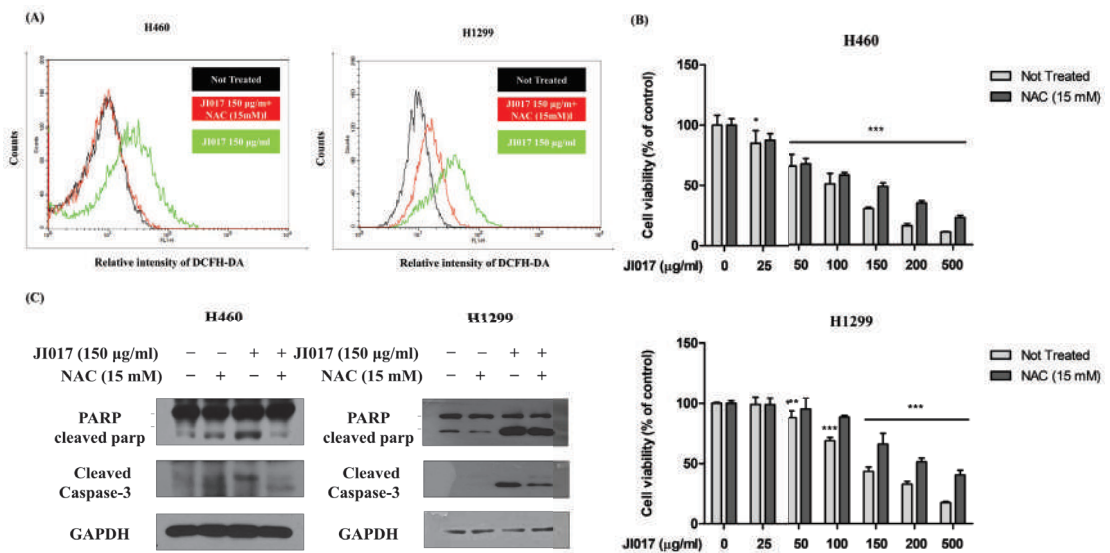 (A)
H460
Not Treated
JI017 150 µg/m+
NAC (15mM)l
JI017 150 µg/ml
Counts
Counts
Relative intensity of DCFH-DA
H1299
Not Treated
JI017 150 µg/m+
NAC (15mM)l
JI017 150 µg/ml
Counts
Counts
Relative intensity of DCFH-DA
(B)
H460
Not Treated
NAC (15 mM)
Cell viability (% of control)
150
100
50
0
*
***
JI017 (µg/ml)
0 25 50 100 150 200 500
H1299
Not Treated
NAC (15 mM)
Cell viability (% of control)
150
100
50
0
***
***
JI017 (µg/ml)
0 25 50 100 150 200 500
(C)
H460
JI017 (150 µg/ml) − − + +
NAC (15 mM) − + − +
PARP
cleaved parp
Cleaved
Caspase-3
GAPDH
H1299
JI017 (150 µg/ml) − − + +
NAC (15 mM) − + − +
PARP
cleaved parp
Cleaved
Caspase-3
GAPDH